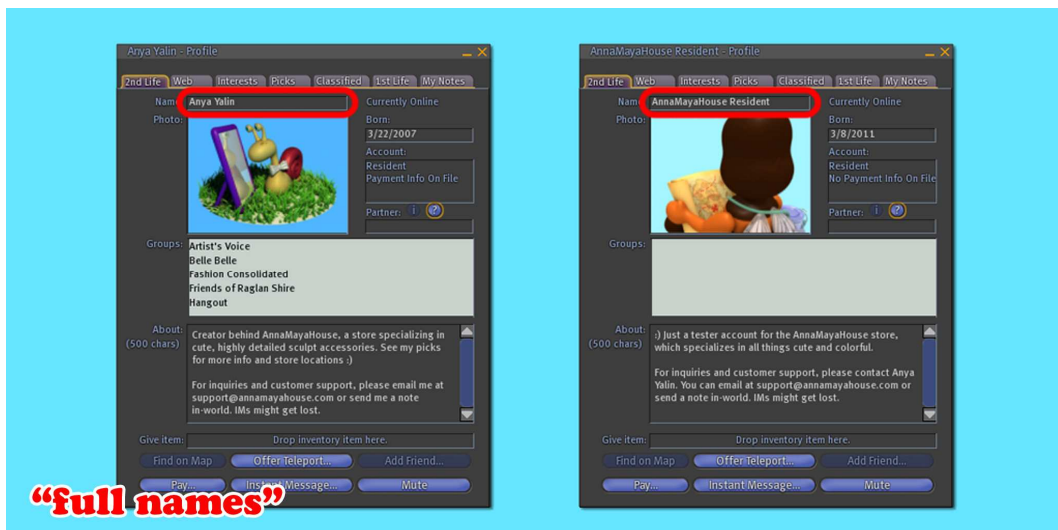 Anya Yalin - Profile
2nd Life Web Interests Picks Classified 1st Life My Notes
Name: Anya Yalin Currently Online
Photo: Born:
3/22/2007
Account:
Resident
Payment Info On File
Partner: i ?
Groups: Artist's Voice
Belle Belle
Fashion Consolidated
Friends of Raglan Shire
Hangout
About:
(500 chars)
Creator behind AnnaMayaHouse, a store specializing in
cute, highly detailed sculpt accessories. See my picks
for more info and store locations :)
For inquiries and customer support, please email me at
support@annamayahouse.com or send me a note
in-world. IMs might get lost.
Give item: Drop inventory item here.
Find on Map Offer Teleport... Add Friend...
Pay... Instant Message... Mute
AnnaMayaHouse Resident - Profile
2nd Life Web Interests Picks Classified 1st Life My Notes
Name: AnnaMayaHouse Resident Currently Online
Photo: Born:
3/8/2011
Account:
Resident
No Payment Info On File
Partner: i ?
Groups:
About:
(500 chars)
:) Just a tester account for the AnnaMayaHouse store,
which specializes in all things cute and colorful.
For inquiries and customer support, please contact Anya
Yalin. You can email at support@annamayahouse.com or
send a note in-world. IMs might get lost.
Give item: Drop inventory item here.
Find on Map Offer Teleport... Add Friend...
Pay... Instant Message... Mute
“full names”